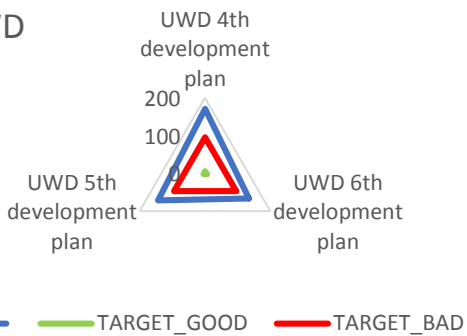 UWD 4th
development
plan
200
100
0
UWD 5th
development
plan
UWD 6th
development
plan
TARGET_GOOD
TARGET_BAD